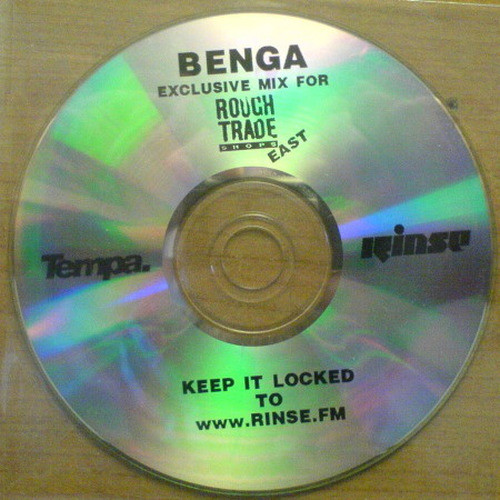 BENGA
EXCLUSIVE MIX FOR
ROUGH
TRADE
SHOPS
EAST
Tempa.
Rinse
KEEP IT LOCKED
TO
www.RINSE.FM